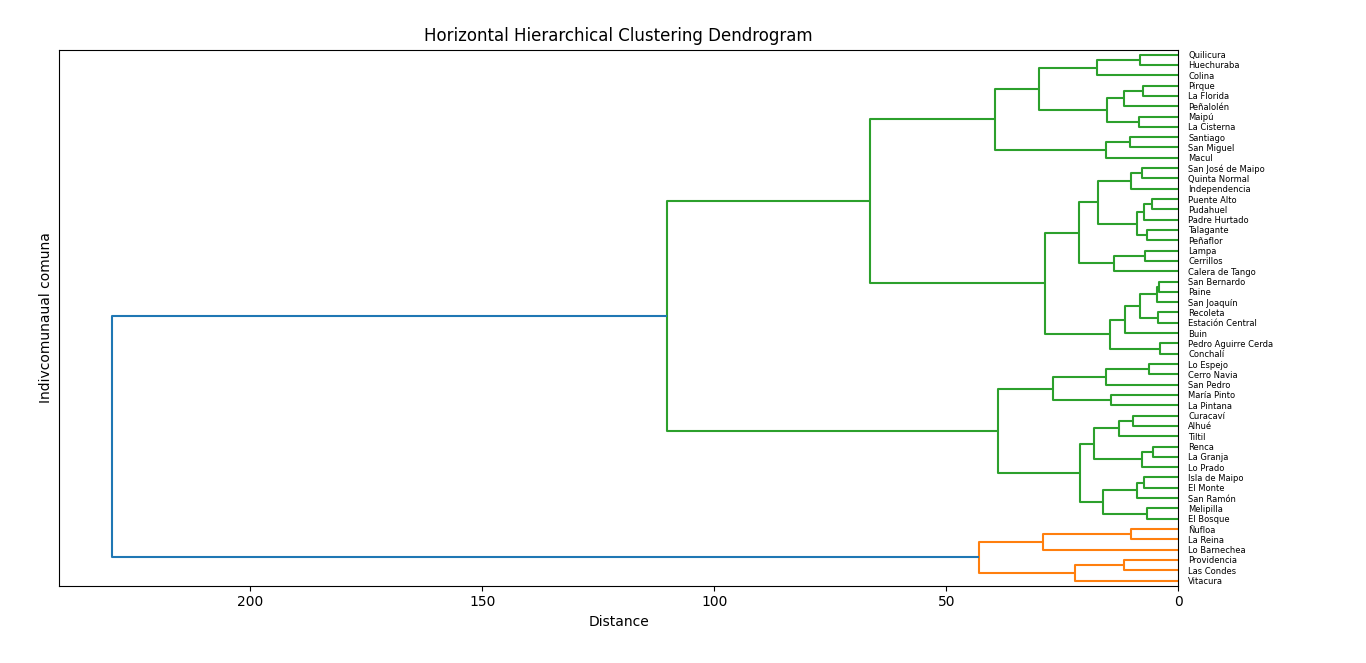 Horizontal Hierarchical Clustering Dendrogram
Indivcomunaual comuna
Quilicura
Huechuraba
Colina
Pirque
La Florida
Peñalolén
Maipú
La Cisterna
Santiago
San Miguel
Macul
San José de Maipo
Quinta Normal
Independencia
Puente Alto
Pudahuel
Padre Hurtado
Talagante
Peñaflor
Lampa
Cerrillos
Calera de Tango
San Bernardo
Paine
San Joaquín
Recoleta
Estación Central
Buin
Pedro Aguirre Cerda
Conchalí
Lo Espejo
Cerro Navia
San Pedro
María Pinto
La Pintana
Curacaví
Alhué
Tiltil
Renca
La Granja
Lo Prado
Isla de Maipo
El Monte
San Ramón
Melipilla
El Bosque
Ñuñoa
La Reina
Lo Barnechea
Providencia
Las Condes
Vitacura
200 150 100 50 0
Distance